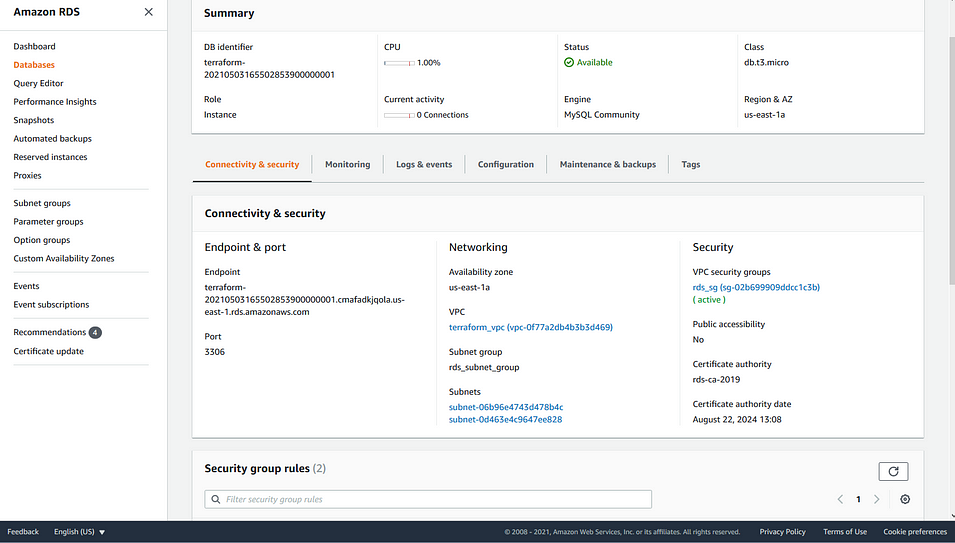 Amazon RDS
Dashboard
Databases
Query Editor
Performance Insights
Snapshots
Automated backups
Reserved instances
Proxies
Subnet groups
Parameter groups
Option groups
Custom Availability Zones
Events
Event subscriptions
Recommendations 4
Certificate update
Summary
DB identifier
terraform-
20210503165502853900000001
CPU
1.00%
Status
Available
Class
db.t3.micro
Role
Instance
Current activity
0 Connections
Engine
MySQL Community
Region & AZ
us-east-1a
Connectivity & security
Monitoring
Logs & events
Configuration
Maintenance & backups
Tags
Connectivity & security
Endpoint & port
Endpoint
terraform-
20210503165502853900000001.cmafadkjqola.us-
east-1.rds.amazonaws.com
Port
3306
Networking
Availability zone
us-east-1a
VPC
terraform_vpc (vpc-0f77a2db4b3b3d469)
Subnet group
rds_subnet_group
Subnets
subnet-06b96e4743d478b4c
subnet-0d463e4c9647ee828
Security
VPC security groups
rds_sg (sg-02b699909ddcc1c3b)
( active )
Public accessibility
No
Certificate authority
rds-ca-2019
Certificate authority date
August 22, 2024 13:08
Security group rules (2)
Filter security group rules
1
Feedback
English (US)
© 2008 - 2021, Amazon Web Services, Inc. or its affiliates. All rights reserved.
Privacy Policy
Terms of Use
Cookie preferences